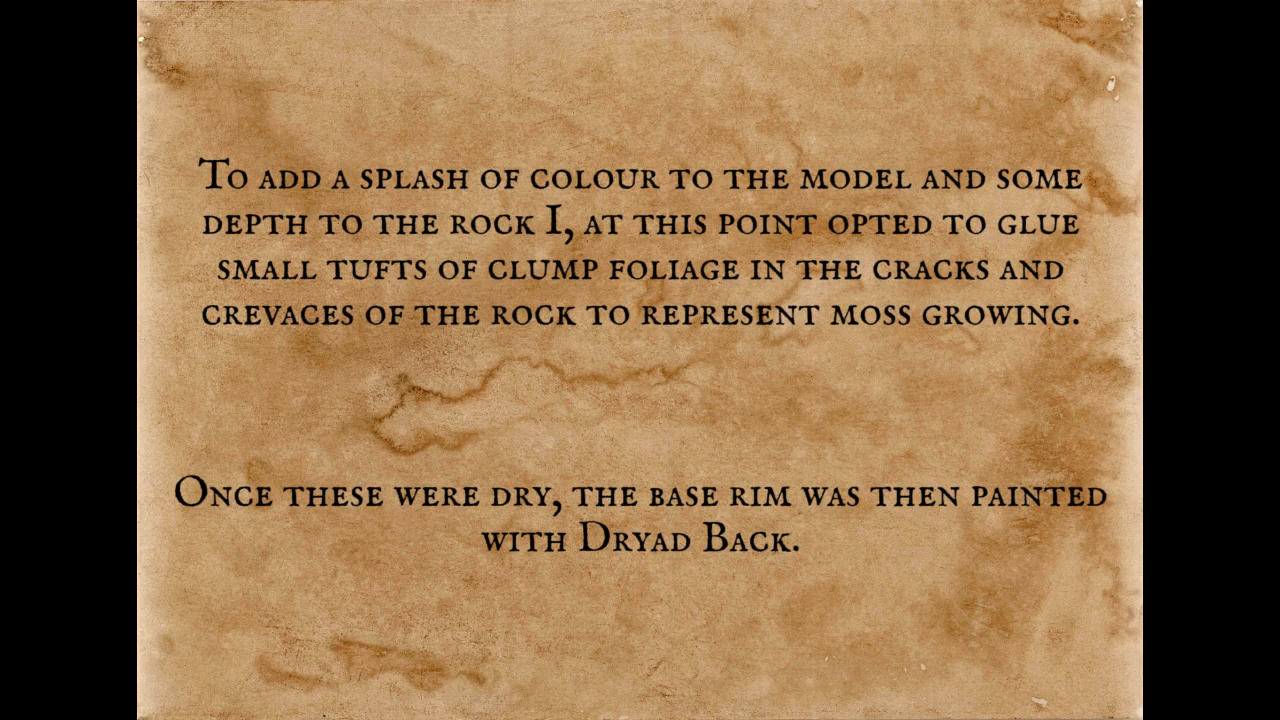 To add a splash of colour to the model and some
depth to the rock I, at this point opted to glue
small tufts of clump foliage in the cracks and
crevaces of the rock to represent moss growing.
Once these were dry, the base rim was then painted
with Dryad Back.